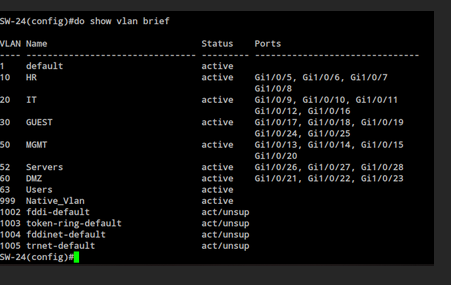 SW-24(config)#do show vlan brief
VLAN Name Status Ports
---- -------------------------------- --------- -------------------------------
1 default active
10 HR active Gi1/0/5, Gi1/0/6, Gi1/0/7
Gi1/0/8
20 IT active Gi1/0/9, Gi1/0/10, Gi1/0/11
Gi1/0/12, Gi1/0/16
30 GUEST active Gi1/0/17, Gi1/0/18, Gi1/0/19
Gi1/0/24, Gi1/0/25
50 MGMT active Gi1/0/13, Gi1/0/14, Gi1/0/15
Gi1/0/20
52 Servers active Gi1/0/26, Gi1/0/27, Gi1/0/28
60 DMZ active Gi1/0/21, Gi1/0/22, Gi1/0/23
63 Users active
999 Native_Vlan active
1002 fddi-default act/unsup
1003 token-ring-default act/unsup
1004 fddinet-default act/unsup
1005 trnet-default act/unsup
SW-24(config)#